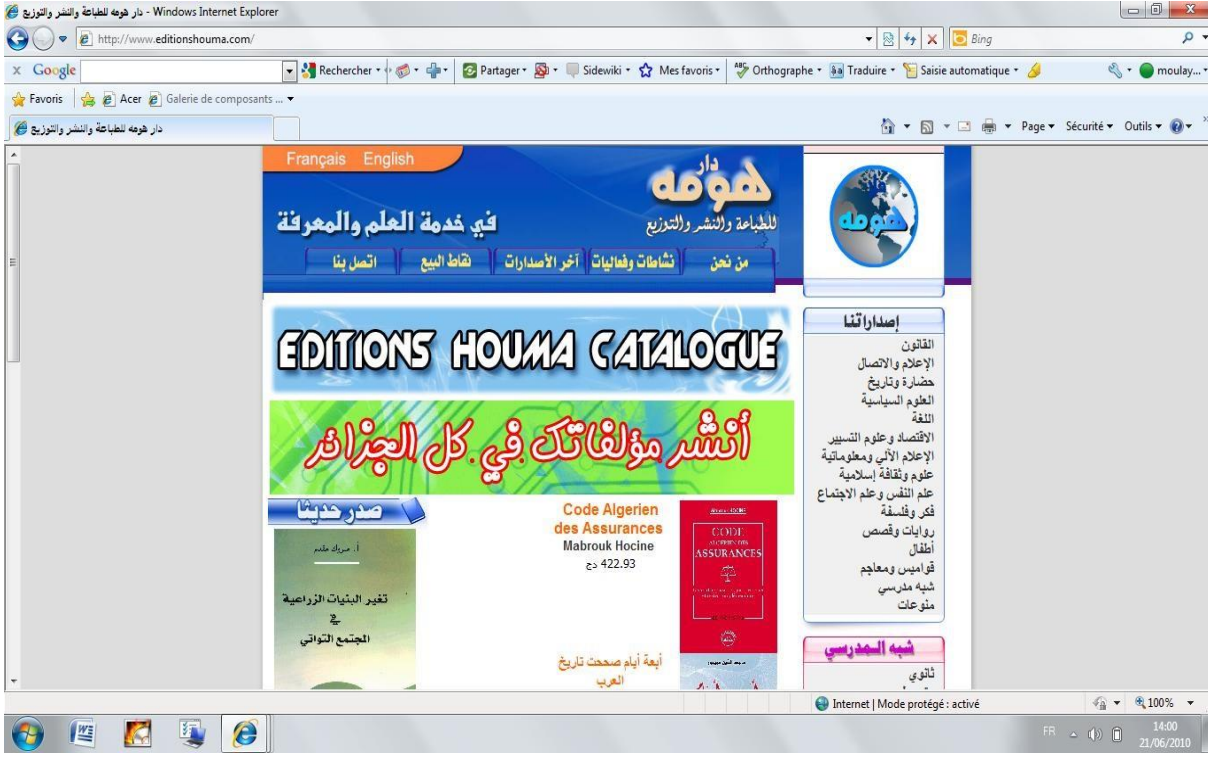 دار هومه للطباعة والنشر والتوزيع - Windows Internet Explorer
http://www.editionshouma.com/
Bing
x Google Rechercher Partager Sidewiki Mes favoris Orthographe Traduire Saisie automatique moulay...
Favoris Acer Galerie de composants ...
دار هومه للطباعة والنشر والتوزيع
Page Sécurité Outils
Français English
دار
هومه
للطباعة والنشر والتوزيع
في خدمة العلم والمعرفة
من نحن نشاطات وفعاليات آخر الأصدارات نقاط البيع اتصل بنا
هومه
EDITIONS HOUMA CATALOGUE
أنشر مؤلفاتك في كل الجزائر
إصداراتنا
القانون
الإعلام والاتصال
حضارة وتاريخ
العلوم السياسية
اللغة
الاقتصاد وعلوم التسيير
الإعلام الآلي ومعلوماتية
علوم وثقافة إسلامية
علم النفس وعلم الاجتماع
فكر وفلسفة
روايات وقصص
أطفال
قواميس ومعاجم
شبه مدرسي
منوعات
شبه المدرسي
ثانوي
Code Algerien
des Assurances
Mabrouk Hocine
422.93 دج
CODE
ASSURANCES
أبعة أيام صححت تاريخ
العرب
صدر حديثا
تغير البنيات الزراعية
في
المجتمع التواتي
Internet | Mode protégé : activé
100%
FR
14:00
21/06/2010